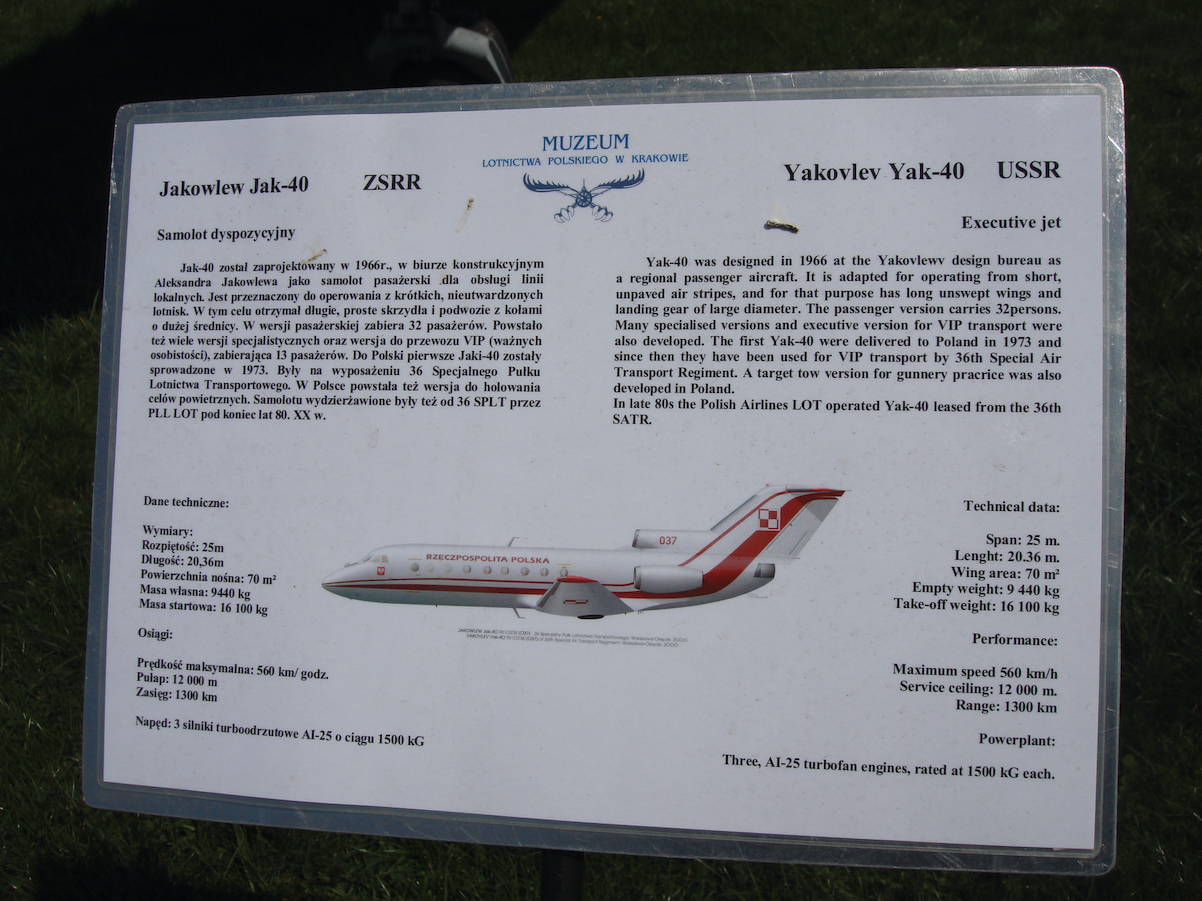 MUZEUM
LOTNICTWA POLSKIEGO W KRAKOWIE
Jakowlew Jak-40 ZSRR
Samolot dyspozycyjny
Jak-40 został zaprojektowany w 1966r., w biurze konstrukcyjnym
Aleksandra Jakowlewa jako samolot pasażerski dla obsługi linii
lokalnych. Jest przeznaczony do operowania z krótkich, nieutwardzonych
lotnisk. W tym celu otrzymał długie, proste skrzydła i podwozie z kołami
o dużej średnicy. W wersji pasażerskiej zabiera 32 pasażerów. Powstało
też wiele wersji specjalistycznych oraz wersja do przewozu VIP (ważnych
osobistości), zabierająca 13 pasażerów. Do Polski pierwsze Jaki-40 zostały
sprowadzone w 1973. Były na wyposażeniu 36 Specjalnego Pułku
Lotnictwa Transportowego. W Polsce powstała też wersja do holowania
celów powietrznych. Samolotu wydzierżawione były też od 36 SPLT przez
PLL LOT pod koniec lat 80. XX w.
Yakovlev Yak-40 USSR
Executive jet
Yak-40 was designed in 1966 at the Yakovlewv design bureau as
a regional passenger aircraft. It is adapted for operating from short,
unpaved air stripes, and for that purpose has long unswept wings and
landing gear of large diameter. The passenger version carries 32persons.
Many specialised versions and executive version for VIP transport were
also developed. The first Yak-40 were delivered to Poland in 1973 and
since then they have been used for VIP transport by 36th Special Air
Transport Regiment. A target tow version for gunnery pracrice was also
developed in Poland.
In late 80s the Polish Airlines LOT operated Yak-40 leased from the 36th
SATR.
Dane techniczne:
Wymiary:
Rozpiętość: 25m
Długość: 20,36m
Powierzchnia nośna: 70 m²
Masa własna: 9440 kg
Masa startowa: 16 100 kg
Osiągi:
Prędkość maksymalna: 560 km/ godz.
Pułap: 12 000 m
Zasięg: 1300 km
Napęd: 3 silniki turboodrzutowe AI-25 o ciągu 1500 kG
037
RZECZPOSPOLITA POLSKA
Technical data:
Span: 25 m.
Lenght: 20.36 m.
Wing area: 70 m²
Empty weight: 9 440 kg
Take-off weight: 16 100 kg
Performance:
Maximum speed 560 km/h
Service ceiling: 12 000 m.
Range: 1300 km
Powerplant:
Three, AI-25 turbofan engines, rated at 1500 kG each.